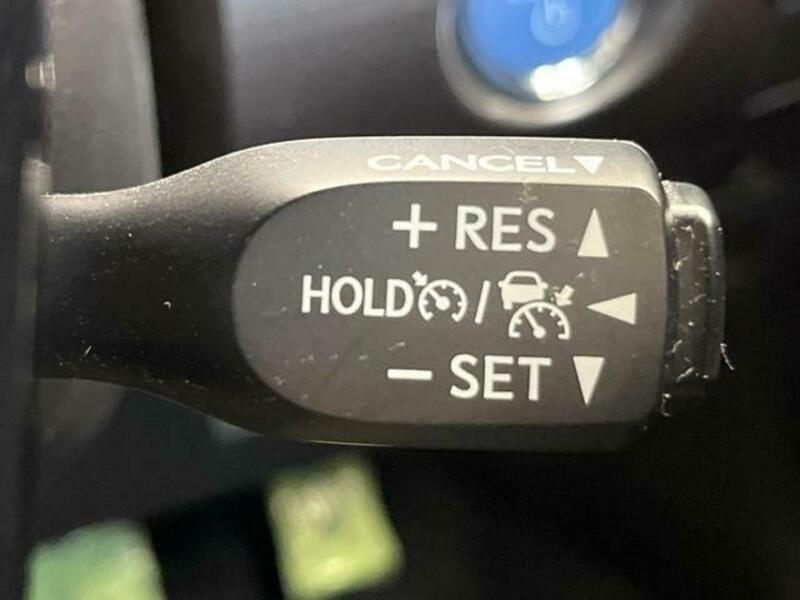 CANCEL▼
+ RES ▲
HOLD / ◀
- SET ▼